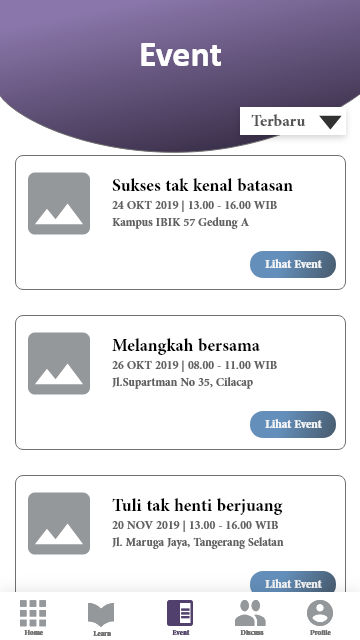 Event
Terbaru
Sukses tak kenal batasan
24 OKT 2019 | 13.00 - 16.00 WIB
Kampus IBIK 57 Gedung A
Lihat Event
Melangkah bersama
26 OKT 2019 | 08.00 - 11.00 WIB
Jl.Supartman No 35, Cilacap
Lihat Event
Tuli tak henti berjuang
20 NOV 2019 | 13.00 - 16.00 WIB
Jl. Maruga Jaya, Tangerang Selatan
Lihat Event
Home
Learn
Event
Discuss
Profile